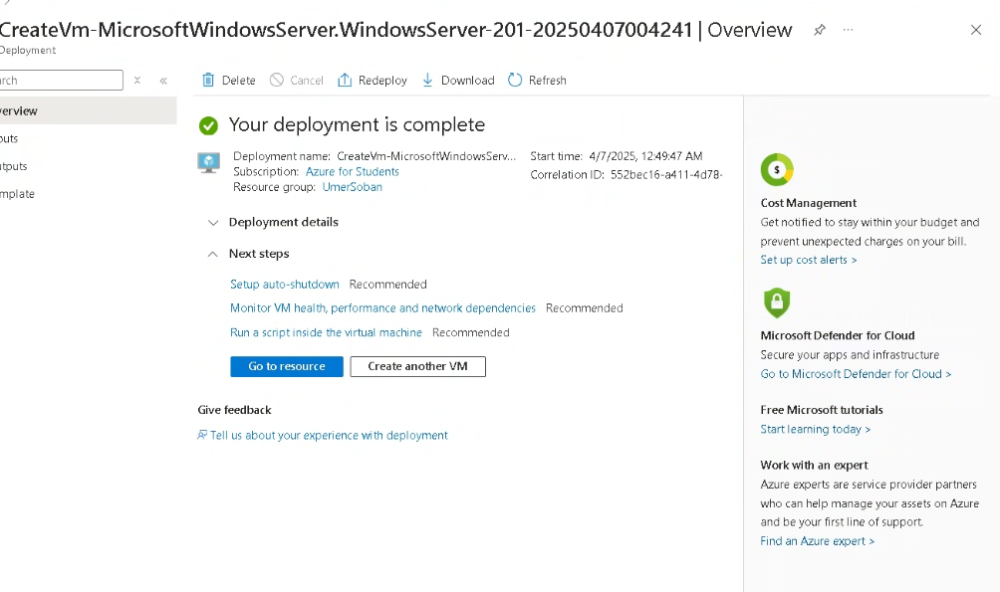 CreateVm-MicrosoftWindowsServer.WindowsServer-201-20250407004241 | Overview
Deployment
rch
Delete Cancel Redeploy Download Refresh
erview
outs
tputs
mplate
Your deployment is complete
Deployment name: CreateVm-MicrosoftWindowsServ...
Subscription: Azure for Students
Resource group: UmerSoban
Start time: 4/7/2025, 12:49:47 AM
Correlation ID: 552bec16-a411-4d78-
Deployment details
Next steps
Setup auto-shutdown Recommended
Monitor VM health, performance and network dependencies Recommended
Run a script inside the virtual machine Recommended
Go to resource Create another VM
Give feedback
Tell us about your experience with deployment
Cost Management
Get notified to stay within your budget and
prevent unexpected charges on your bill.
Set up cost alerts >
Microsoft Defender for Cloud
Secure your apps and infrastructure
Go to Microsoft Defender for Cloud >
Free Microsoft tutorials
Start learning today >
Work with an expert
Azure experts are service provider partners
who can help manage your assets on Azure
and be your first line of support.
Find an Azure expert >